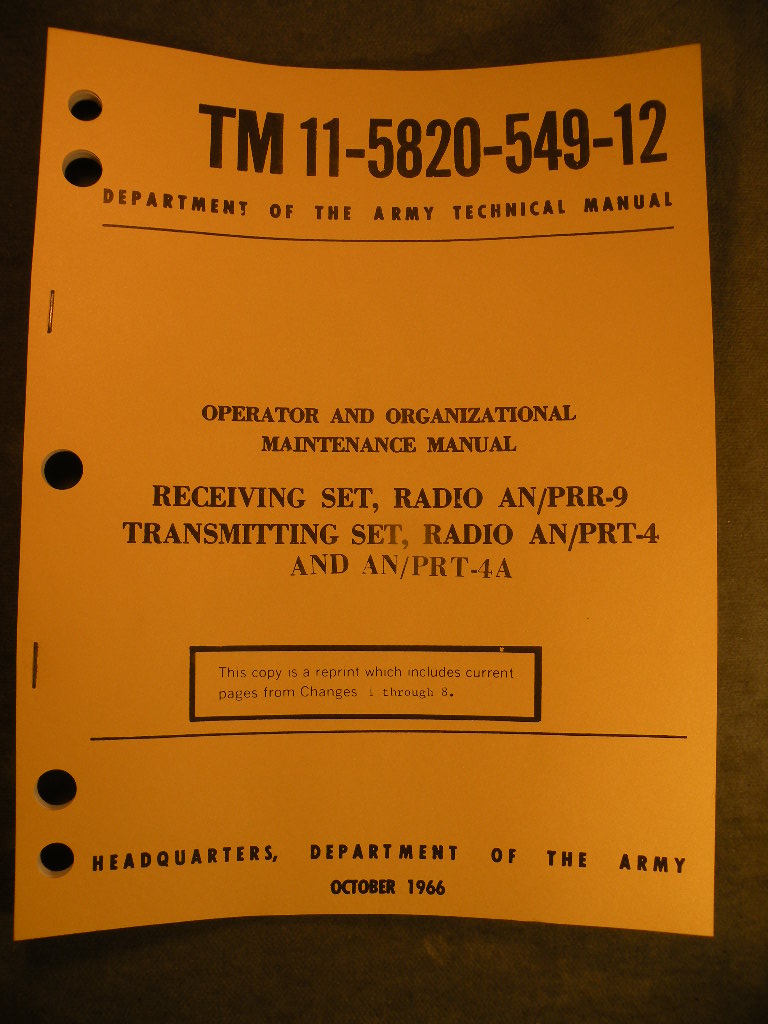 TM 11-5820-549-12
DEPARTMENT OF THE ARMY TECHNICAL MANUAL
OPERATOR AND ORGANIZATIONAL
MAINTENANCE MANUAL
RECEIVING SET, RADIO AN/PRR-9
TRANSMITTING SET, RADIO AN/PRT-4
AND AN/PRT-4A
This copy is a reprint which includes current
pages from Changes 1 through 8.
HEADQUARTERS, DEPARTMENT OF THE ARMY
OCTOBER 1966